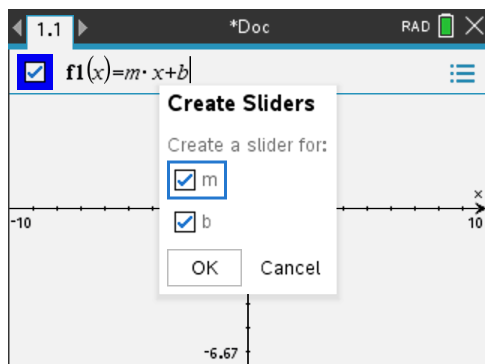 1.1 *Doc RAD
f1(x)=m· x+b
Create Sliders
Create a slider for:
m
b
OK Cancel
x
-10 10
-6.67